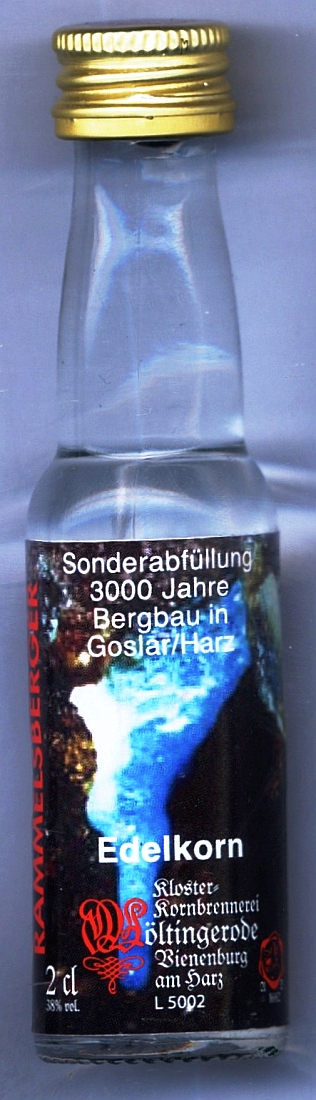 Sonderabfüllung
3000 Jahre
Bergbau in
Goslar/Harz
RAMMELSBERGER
Edelkorn
Kloster-
Kornbrennerei
Wöltingerode
Vienenburg
am Harz
L 5002
2 cl
38% vol.